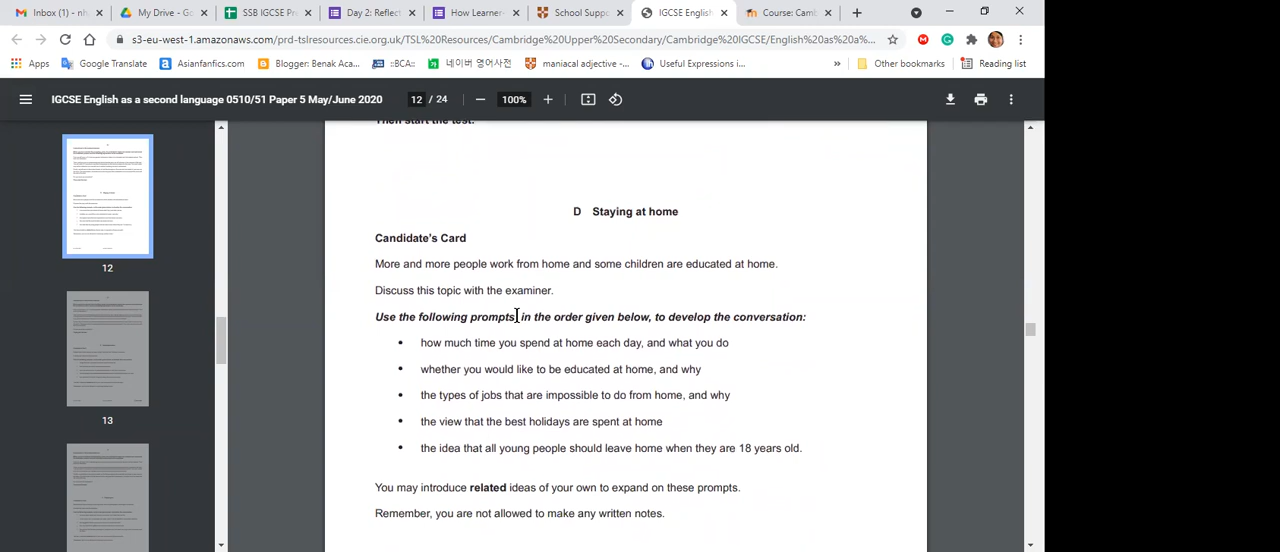 Inbox (1) - nh
My Drive - Go
SSB IGCSE Pr
Day 2: Reflect
How Learner-
School Suppo
IGCSE English
Course: Camb
s3-eu-west-1.amazonaws.com/prd-tslresources.cie.org.uk/TSL%20Resources/Cambridge%20Upper%20Secondary/Cambridge%20IGCSE/English%20as%20a%...
Apps
Google Translate
Asianfanfics.com
Blogger: Benak Aca...
::BCA::
네이버 영어사전
maniacal adjective -...
Useful Expressions i...
»
Other bookmarks
Reading list
IGCSE English as a second language 0510/51 Paper 5 May/June 2020
12 / 24
100%
12
13
Then start the test.
D Staying at home
Candidate's Card
More and more people work from home and some children are educated at home.
Discuss this topic with the examiner.
Use the following prompts, in the order given below, to develop the conversation:
• how much time you spend at home each day, and what you do
• whether you would like to be educated at home, and why
• the types of jobs that are impossible to do from home, and why
• the view that the best holidays are spent at home
• the idea that all young people should leave home when they are 18 years old.
You may introduce related ideas of your own to expand on these prompts.
Remember, you are not allowed to make any written notes.